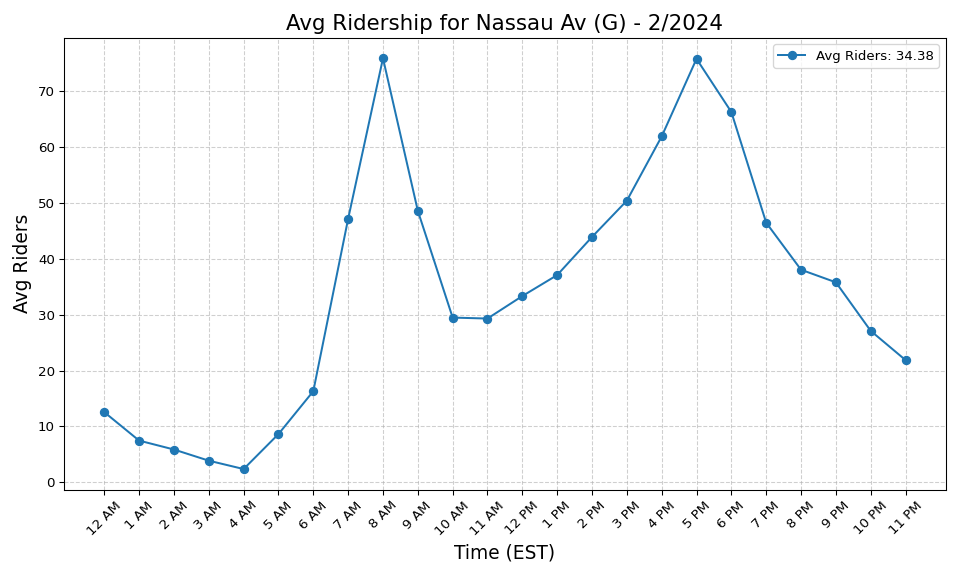 Avg Ridership for Nassau Av (G) - 2/2024
Avg Riders: 34.38
Avg Riders
70
60
50
40
30
20
10
0
12 AM
1 AM
2 AM
3 AM
4 AM
5 AM
6 AM
7 AM
8 AM
9 AM
10 AM
11 AM
12 PM
1 PM
2 PM
3 PM
4 PM
5 PM
6 PM
7 PM
8 PM
9 PM
10 PM
11 PM
Time (EST)